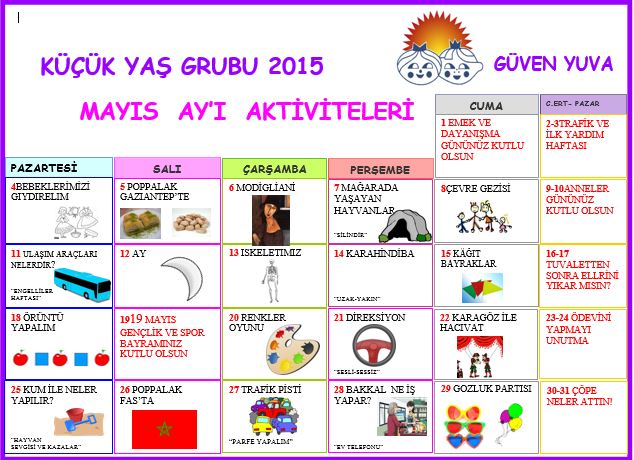 KÜÇÜK YAŞ GRUBU 2015
GÜVEN YUVA
MAYIS AY'I AKTİVİTELERİ
CUMA
C.ERT- PAZAR
1 EMEK VE
DAYANIŞMA
GÜNÜNÜZ KUTLU
OLSUN
2-3TRAFİK VE
İLK YARDIM
HAFTASI
PAZARTESİ
SALI
ÇARŞAMBA
PERŞEMBE
4BEBEKLERİMİZİ
GIYDIRELIM
5 POPPALAK
GAZIANTEP'TE
6 MODİGLİANİ
7 MAĞARADA
YAŞAYAN
HAYVANLAR
"SİLİNDİR"
8ÇEVRE GEZİSİ
9-10ANNELER
GÜNÜNÜZ
KUTLU OLSUN
11 ULAŞIM ARAÇLARI
NELERDİR?
"ENGELLİLER
HAFTASI"
12 AY
13 ISKELETIMIZ
14 KARAHİNDİBA
"UZAK-YAKIN"
15 KÂĞIT
BAYRAKLAR
16-17
TUVALETTEN
SONRA ELLRİNİ
YIKAR MISIN?
18 ÖRÜNTÜ
YAPALIM
1919 MAYIS
GENÇLİK VE SPOR
BAYRAMINIZ
KUTLU OLSUN
20 RENKLER
OYUNU
21 DİREKSİYON
"SESLİ-SESSİZ"
22 KARAGÖZ İLE
HACIVAT
23-24 ÖDEVİNİ
YAPMAYI
UNUTMA
25 KUM İLE NELER
YAPILIR?
"HAYVAN
SEVGİSİ VE KAZALAR"
26 POPPALAK
FAS'TA
27 TRAFİK PİSTİ
"PARFE YAPALIM"
28 BAKKAL NE İŞ
YAPAR?
"EV TELEFONU"
29 GOZLUK PARTISI
30-31 ÇÖPE
NELER ATTIN!